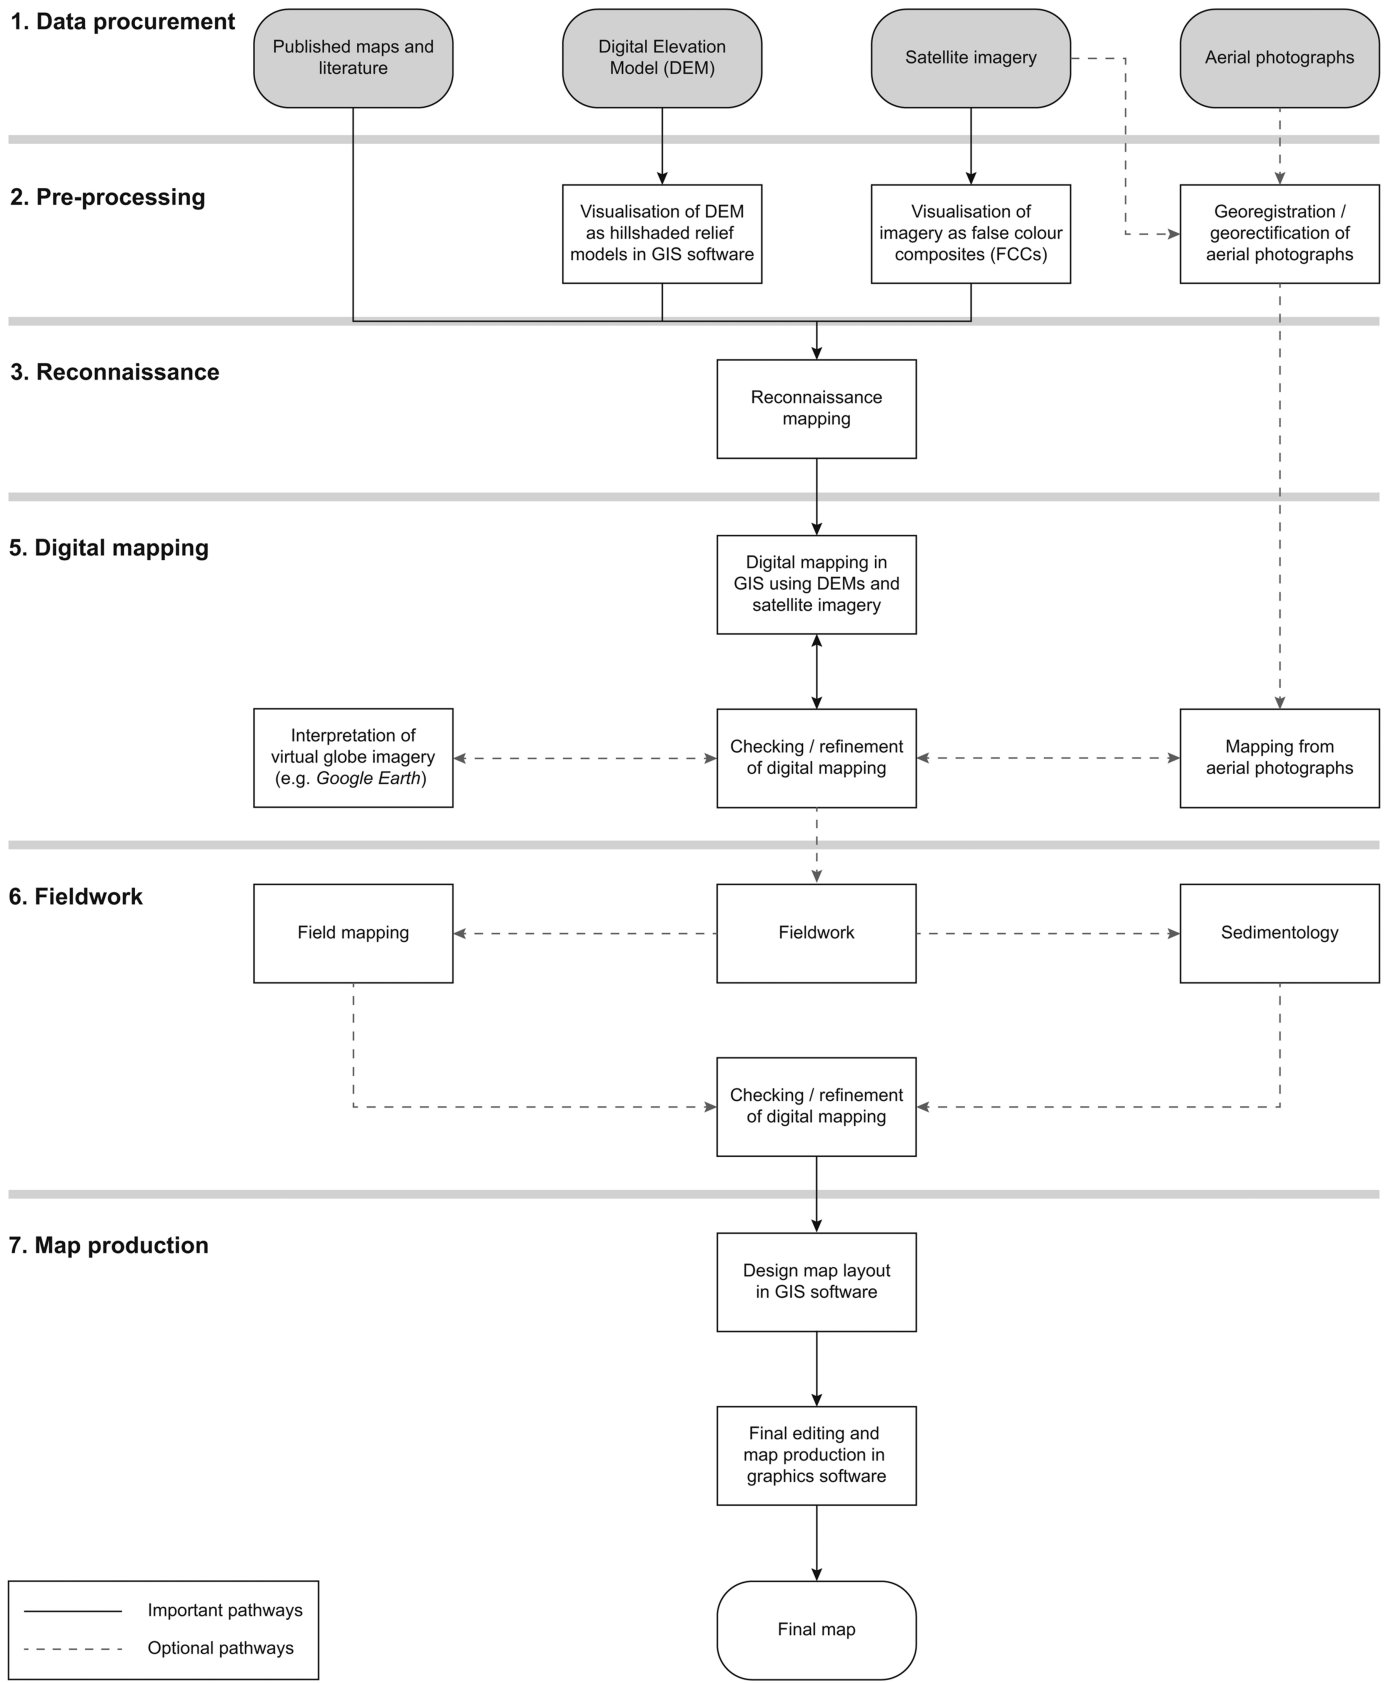 1. Data procurement
Published maps and
literature
Digital Elevation
Model (DEM)
Satellite imagery
Aerial photographs
2. Pre-processing
Visualisation of DEM
as hillshaded relief
models in GIS software
Visualisation of
imagery as false colour
composites (FCCs)
Georegistration /
georectification of
aerial photographs
3. Reconnaissance
Reconnaissance
mapping
5. Digital mapping
Digital mapping in
GIS using DEMs and
satellite imagery
Interpretation of
virtual globe imagery
(e.g. Google Earth)
Checking / refinement
of digital mapping
Mapping from
aerial photographs
6. Fieldwork
Field mapping
Fieldwork
Sedimentology
Checking / refinement
of digital mapping
7. Map production
Design map layout
in GIS software
Final editing and
map production in
graphics software
Final map
Important pathways
Optional pathways